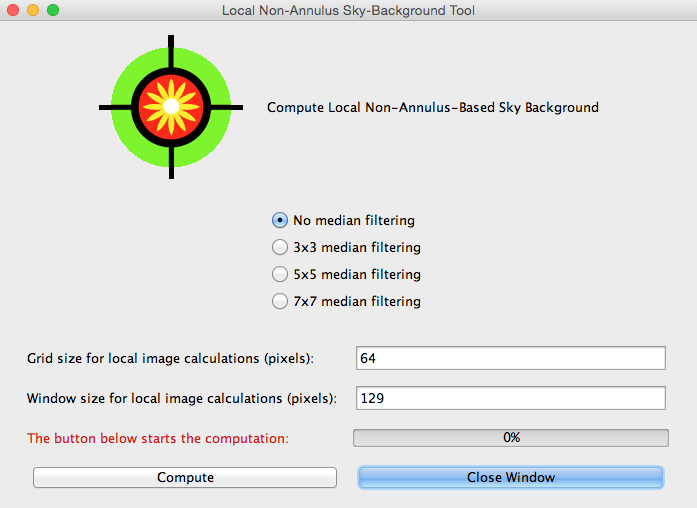 Local Non-Annulus Sky-Background Tool
Compute Local Non-Annulus-Based Sky Background
No median filtering
3x3 median filtering
5x5 median filtering
7x7 median filtering
Grid size for local image calculations (pixels): 64
Window size for local image calculations (pixels): 129
The button below starts the computation: 0%
Compute Close Window